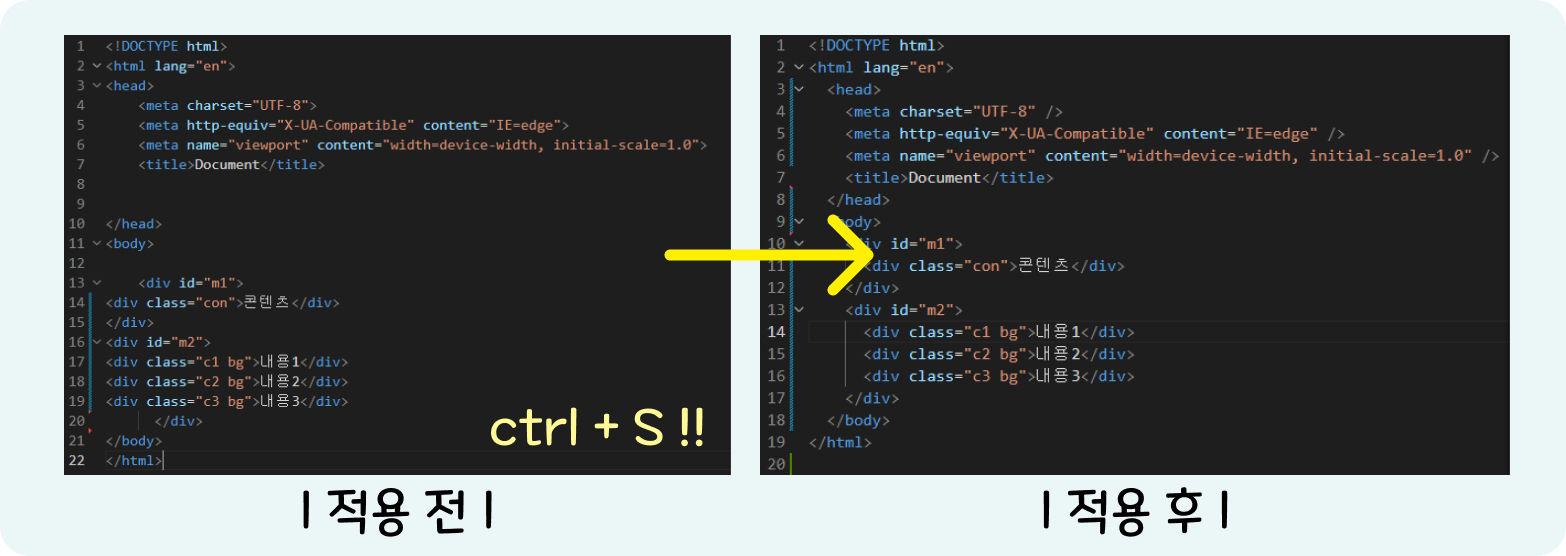 1 <!DOCTYPE html>
2 <html lang="en">
3 <head>
4 <meta charset="UTF-8">
5 <meta http-equiv="X-UA-Compatible" content="IE=edge">
6 <meta name="viewport" content="width=device-width, initial-scale=1.0">
7 <title>Document</title>
8
9
10 </head>
11 <body>
12
13 <div id="m1">
14 <div class="con">콘텐츠</div>
15 </div>
16 <div id="m2">
17 <div class="c1 bg">내용1</div>
18 <div class="c2 bg">내용2</div>
19 <div class="c3 bg">내용3</div>
20 </div>
21 </body>
22 </html>
ctrl + S !!
| 적용 전 |
1 <!DOCTYPE html>
2 <html lang="en">
3 <head>
4 <meta charset="UTF-8" />
5 <meta http-equiv="X-UA-Compatible" content="IE=edge" />
6 <meta name="viewport" content="width=device-width, initial-scale=1.0" />
7 <title>Document</title>
8 </head>
9 <body>
10 <div id="m1">
11 <div class="con">콘텐츠</div>
12 </div>
13 <div id="m2">
14 <div class="c1 bg">내용1</div>
15 <div class="c2 bg">내용2</div>
16 <div class="c3 bg">내용3</div>
17 </div>
18 </body>
19 </html>
20
| 적용 후 |